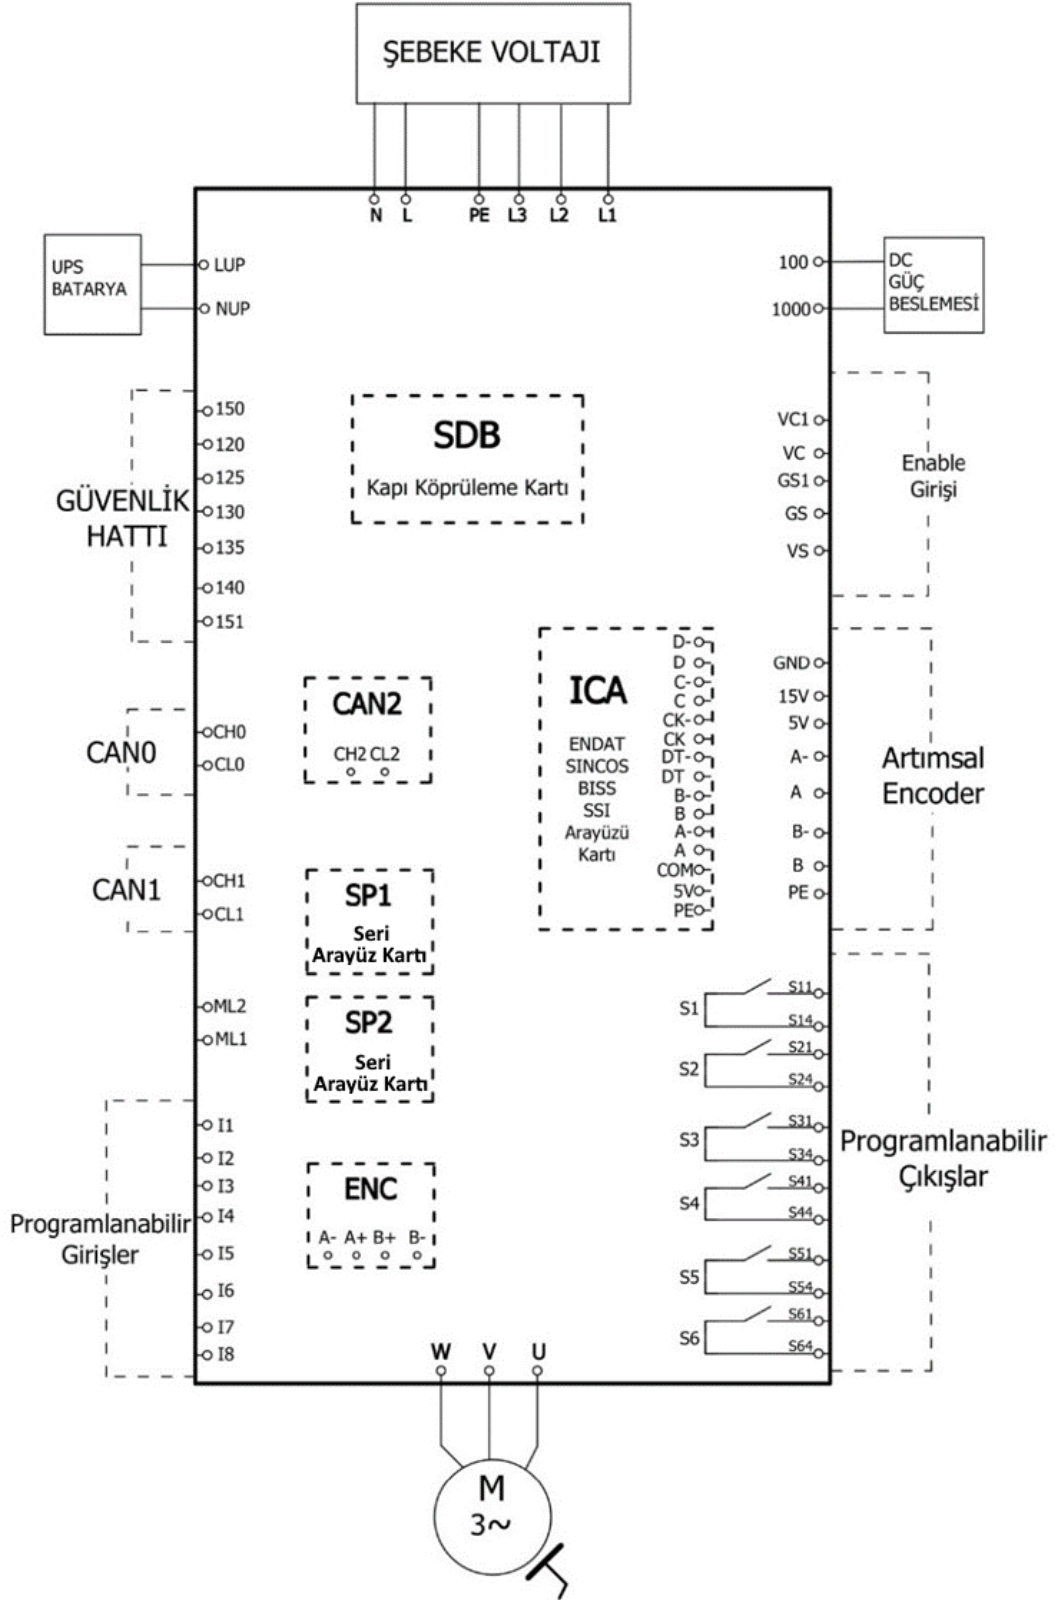 ŞEBEKE VOLTAJI
N L PE L3 L2 L1
UPS
BATARYA
LUP
NUP
100
1000
DC
GÜÇ
BESLEMESİ
GÜVENLİK
HATTI
150
120
125
130
135
140
151
SDB
Kapı Köprüleme Kartı
VC1
VC
GS1
GS
VS
Enable
Girişi
CAN0
CH0
CL0
CAN2
CH2 CL2
ICA
ENDAT
SINCOS
BISS
SSI
Arayüzü
Kartı
D-
D
C-
C
CK-
CK
DT-
DT
B-
B
A-
A
COM
5V
PE
GND
15V
5V
A-
A
B-
B
PE
Artımsal
Encoder
CAN1
CH1
CL1
SP1
Seri
Arayüz Kartı
ML2
ML1
SP2
Seri
Arayüz Kartı
Programlanabilir
Girişler
I1
I2
I3
I4
I5
I6
I7
I8
ENC
A- A+ B+ B-
S1
S11
S14
S2
S21
S24
S3
S31
S34
S4
S41
S44
S5
S51
S54
S6
S61
S64
Programlanabilir
Çıkışlar
W V U
M
3~